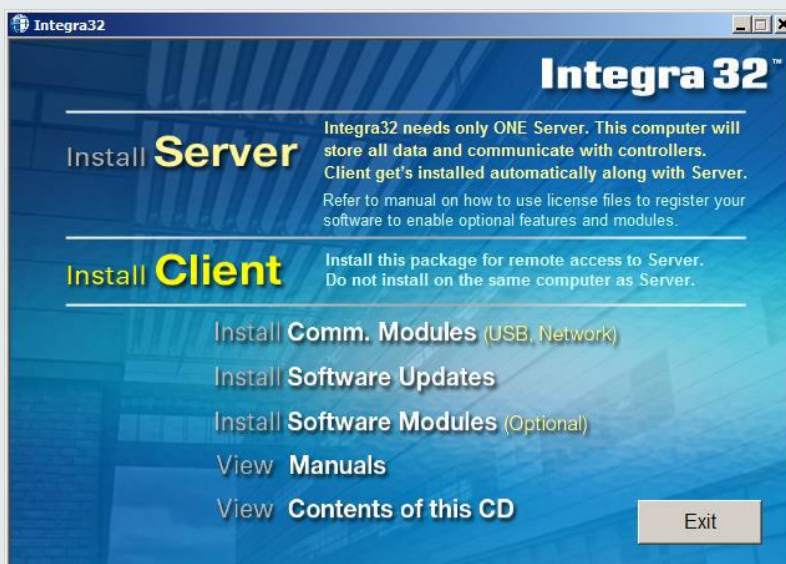 Integra32
Integra 32™
Install Server
Integra32 needs only ONE Server. This computer will
store all data and communicate with controllers.
Client get's installed automatically along with Server.
Refer to manual on how to use license files to register your
software to enable optional features and modules.
Install Client
Install this package for remote access to Server.
Do not install on the same computer as Server.
Install Comm. Modules (USB, Network)
Install Software Updates
Install Software Modules (Optional)
View Manuals
View Contents of this CD
Exit